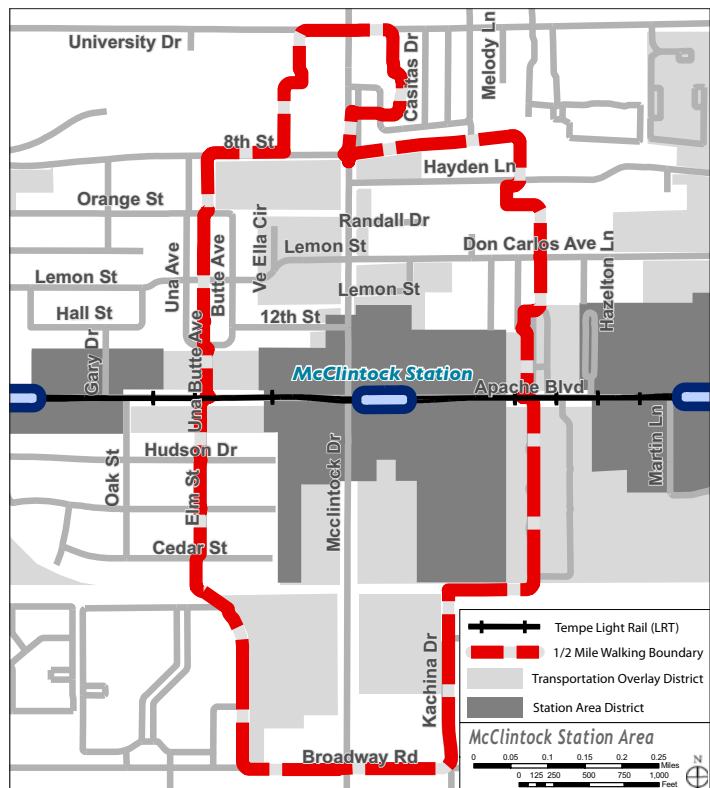 University Dr
Casitas Dr
Melody Ln
8th St
Hayden Ln
Orange St
Una Ave
Butte Ave
Ve Ella Cir
Randall Dr
Lemon St
Don Carlos Ave
Lemon St
Lemon St
Hazelton Ln
Hall St
12th St
Gary Dr
Una Butte Ave
McClintock Station
Apache Blvd
Hudson Dr
Oak St
Elm St
Mcclintock Dr
Martin Ln
Cedar St
Kachina Dr
Broadway Rd
Tempe Light Rail (LRT)
1/2 Mile Walking Boundary
Transportation Overlay District
Station Area District
McClintock Station Area
0 0.05 0.1 0.15 0.2 0.25
Miles
0 125 250 500 750 1,000
Feet
N